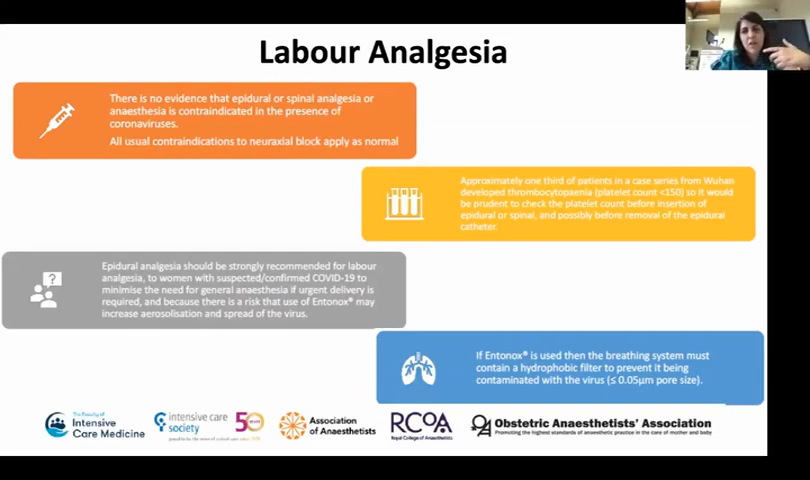 Labour Analgesia
There is no evidence that epidural or spinal analgesia or
anaesthesia is contraindicated in the presence of
coronaviruses.
All usual contraindications to neuraxial block apply as normal
Approximately one third of patients in a case series from Wuhan
developed thrombocytopaenia (platelet count <150) so it would
be prudent to check the platelet count before insertion of
epidural or spinal, and possibly before removal of the epidural
catheter.
?
Epidural analgesia should be strongly recommended for labour
analgesia, to women with suspected/confirmed COVID-19 to
minimise the need for general anaesthesia if urgent delivery is
required, and because there is a risk that use of Entonox® may
increase aerosolisation and spread of the virus.
If Entonox® is used then the breathing system must
contain a hydrophobic filter to prevent it being
contaminated with the virus (≤ 0.05µm pore size).
The Faculty of
Intensive
Care Medicine
intensive care
society
50
Association
of Anaesthetists
RCOA
Royal College of Anaesthetists
Obstetric Anaesthetists' Association
Promoting the highest standards of anaesthetic practice in the care of mother and baby